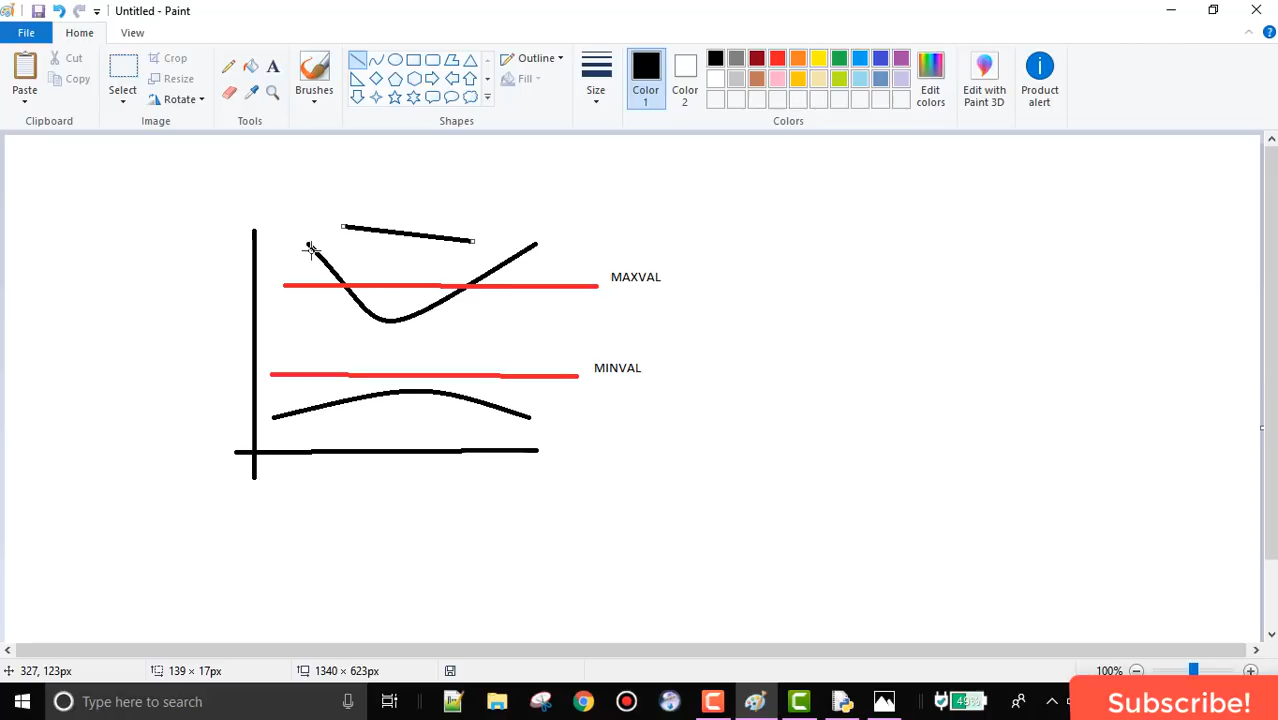 Untitled - Paint
File
Home
View
Paste
Cut
Copy
Clipboard
Select
Crop
Resize
Rotate
Image
A
Tools
Brushes
Shapes
Outline
Fill
Size
Color
1
Color
2
Edit
colors
Colors
Edit with
Paint 3D
Product
alert
MAXVAL
MINVAL
327, 123px
139 × 17px
1340 × 623px
100%
Type here to search
49%
Subscribe!